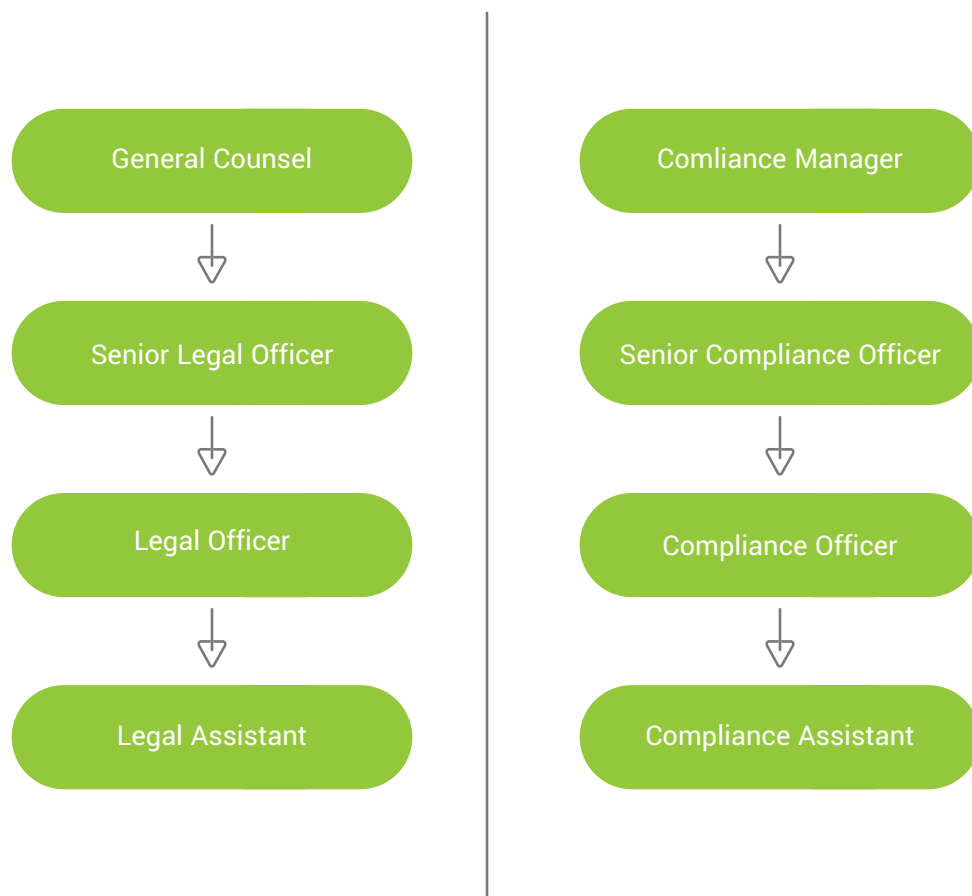 General Counsel
Senior Legal Officer
Legal Officer
Legal Assistant
Comliance Manager
Senior Compliance Officer
Compliance Officer
Compliance Assistant